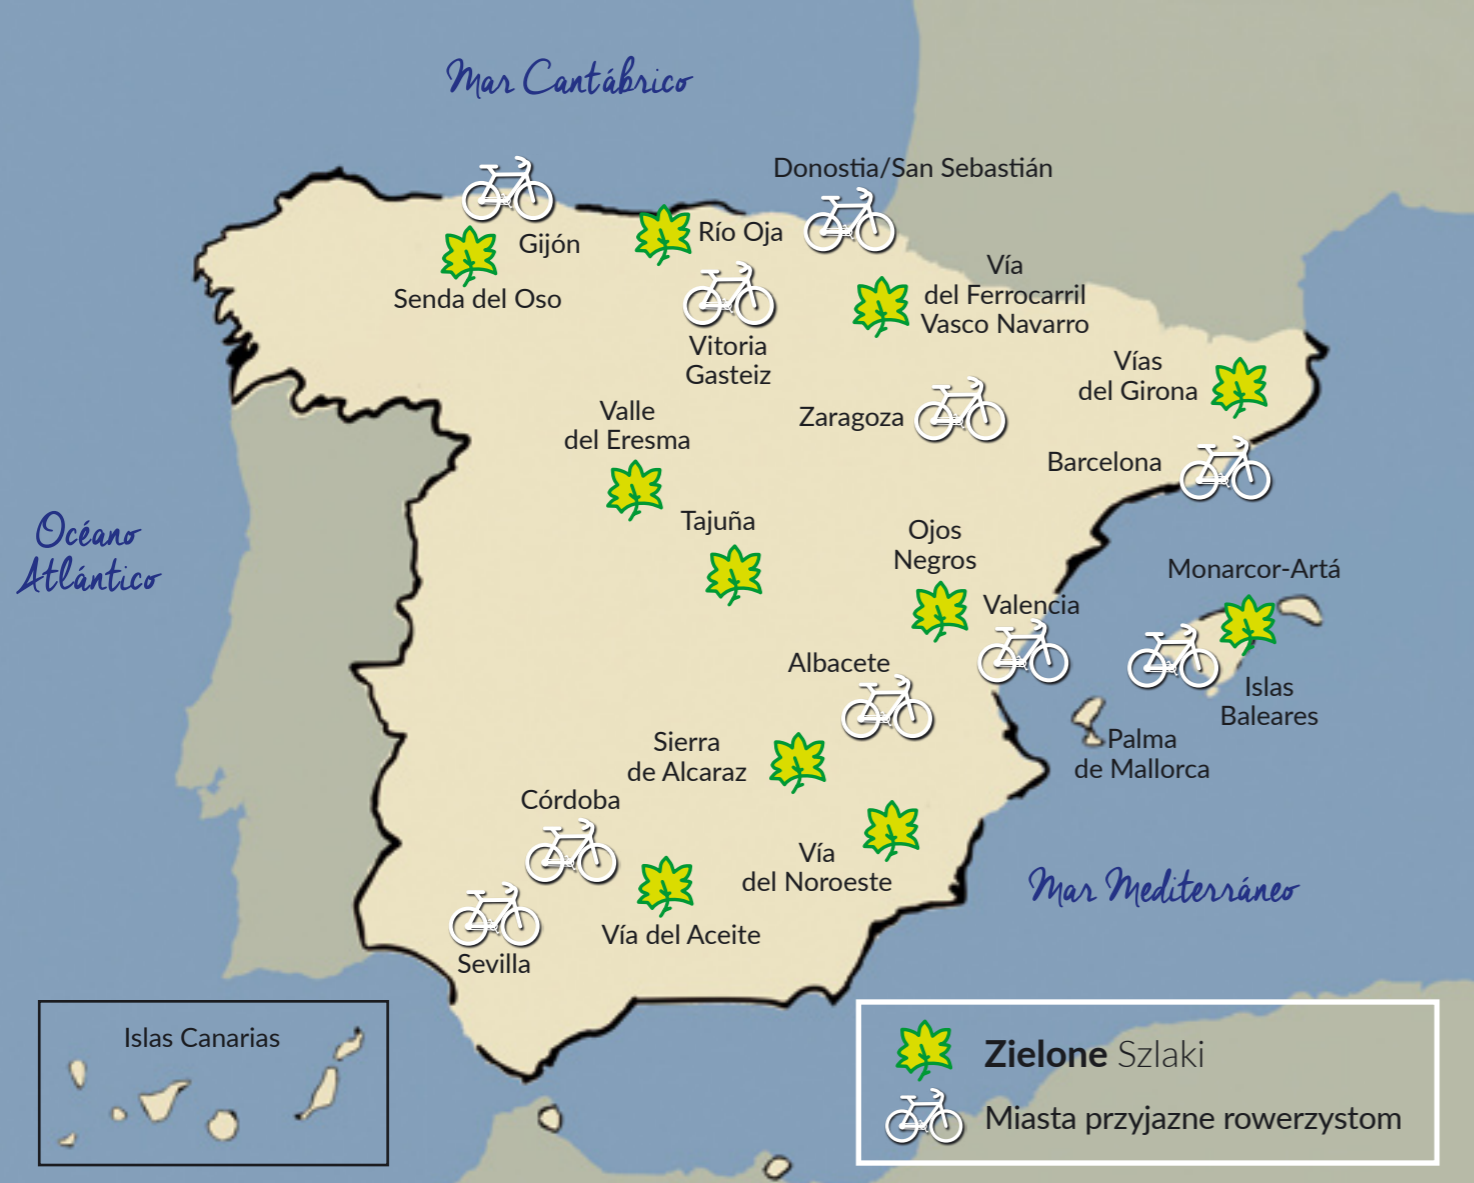 Mar Cantábrico
Donostia/San Sebastián
Río Oja
Gijón
Senda del Oso
Vía
del Ferrocarril
Vasco Navarro
Vitoria
Gasteiz
Vías
del Girona
Zaragoza
Valle
del Eresma
Barcelona
Océano
Atlántico
Tajuña
Ojos
Negros
Monarcor-Artá
Valencia
Albacete
Islas
Baleares
Palma
de Mallorca
Sierra
de Alcaraz
Córdoba
Vía
del Noroeste
Mar Mediterráneo
Vía del Aceite
Sevilla
Islas Canarias
Zielone Szlaki
Miasta przyjazne rowerzystom